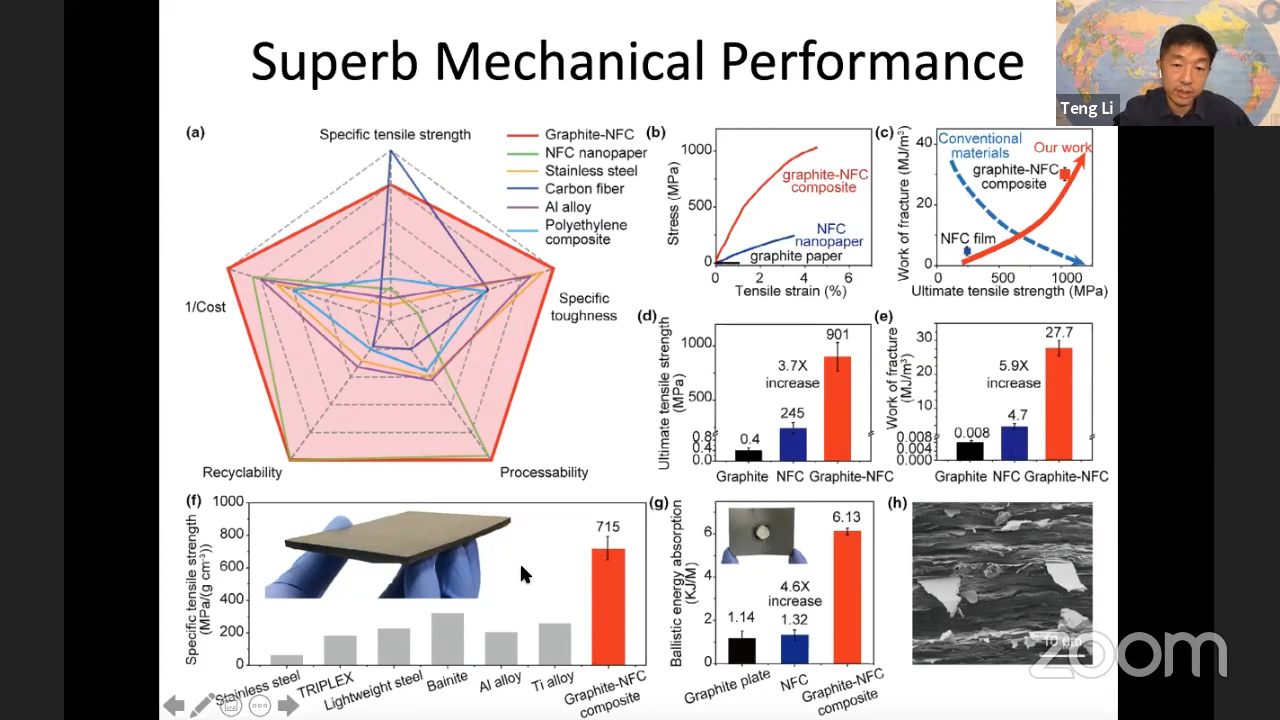 Superb Mechanical Performance
Teng Li
(a)
Specific tensile strength
Graphite-NFC
NFC nanopaper
Stainless steel
Carbon fiber
Al alloy
Polyethylene
composite
1/Cost
Specific
toughness
Recyclability
Processability
(b)
Stress (MPa)
1000
500
0
graphite-NFC
composite
NFC
nanopaper
graphite paper
0 2 4 6
Tensile strain (%)
(c)
Work of fracture (MJ/m³)
40
20
0
Conventional
materials
Our work
graphite-NFC
composite
NFC film
0 500 1000
Ultimate tensile strength (MPa)
(d)
Ultimate tensile strength
(MPa)
1000
500
0.8
0.4
0.0
901
3.7X
increase
245
0.4
Graphite NFC Graphite-NFC
(e)
Work of fracture
(MJ/m³)
30
20
10
0.008
0.004
0.000
27.7
5.9X
increase
4.7
0.008
Graphite NFC Graphite-NFC
(f)
Specific tensile strength
(MPa/(g cm⁻³))
1000
800
600
400
200
0
715
Stainless steel
TRIPLEX
Lightweight steel
Bainite
Al alloy
Ti alloy
Graphite-NFC
composite
(g)
Ballistic energy absorption
(KJ/M)
6
4
2
0
6.13
4.6X
increase
1.14
1.32
Graphite plate
NFC
Graphite-NFC
composite
(h)
10 µm
zoom